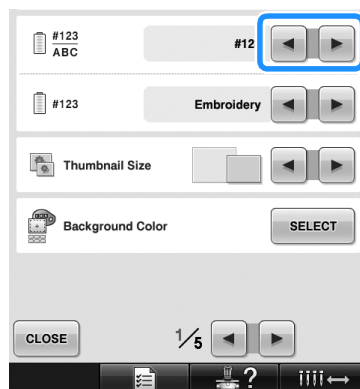 #123
ABC
#12
#123
Embroidery
Thumbnail Size
Background Color
SELECT
CLOSE
1/5
?